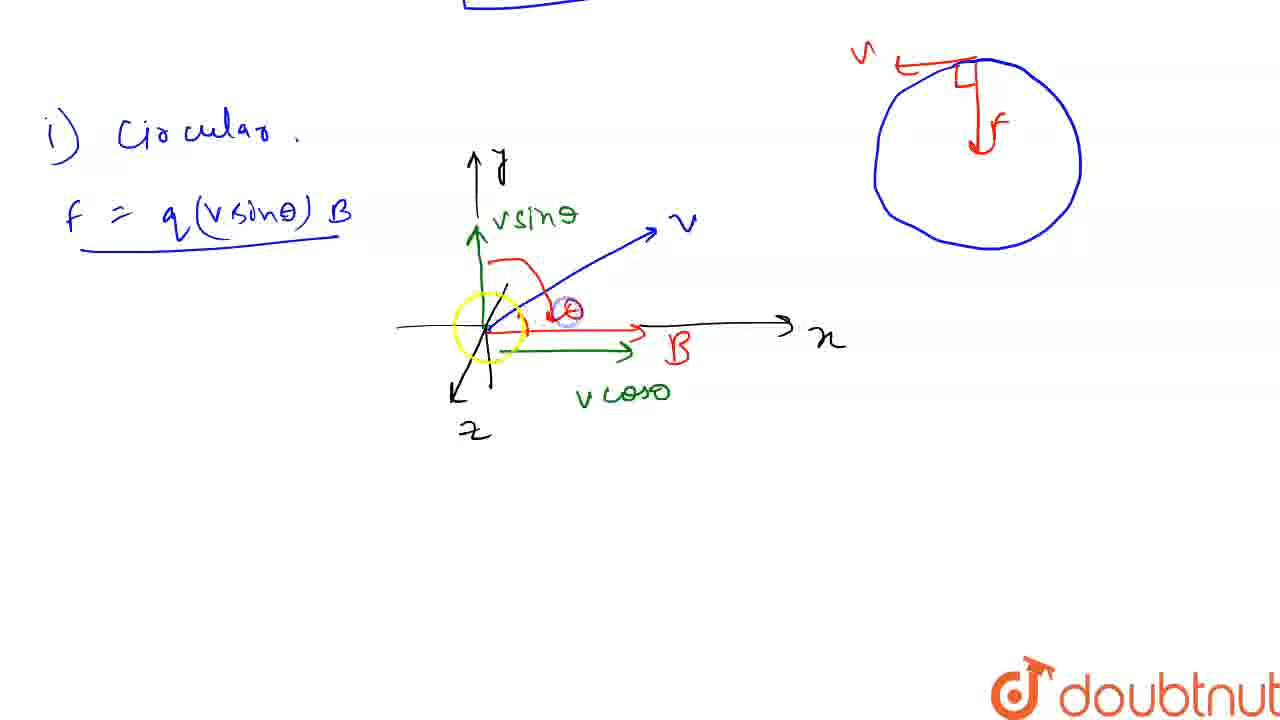 i) Circular.
f = q(v sinθ) B
y
v sinθ
v
θ
B
x
v cosθ
z
v
f
doubtnut